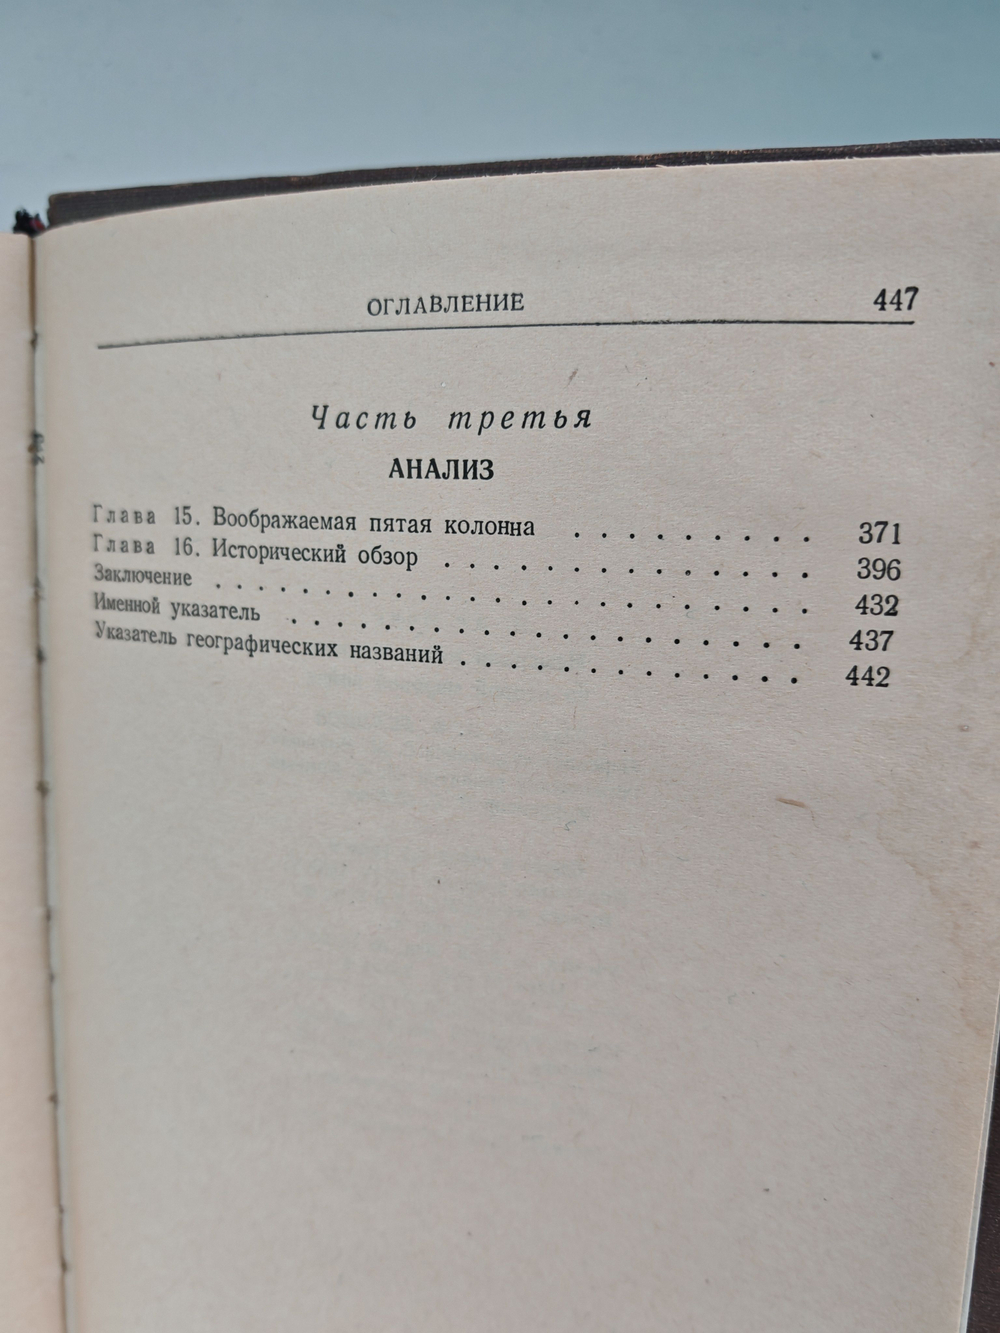 ОГЛАВЛЕНИЕ 447
Часть третья
АНАЛИЗ
Глава 15. Воображаемая пятая колонна . . . . . . . . . 371
Глава 16. Исторический обзор . . . . . . . . . . . . . . 396
Заключение . . . . . . . . . . . . . . . . . . . . . . . 432
Именной указатель . . . . . . . . . . . . . . . . . . . 437
Указатель географических названий . . . . . . . . . . . . . 442